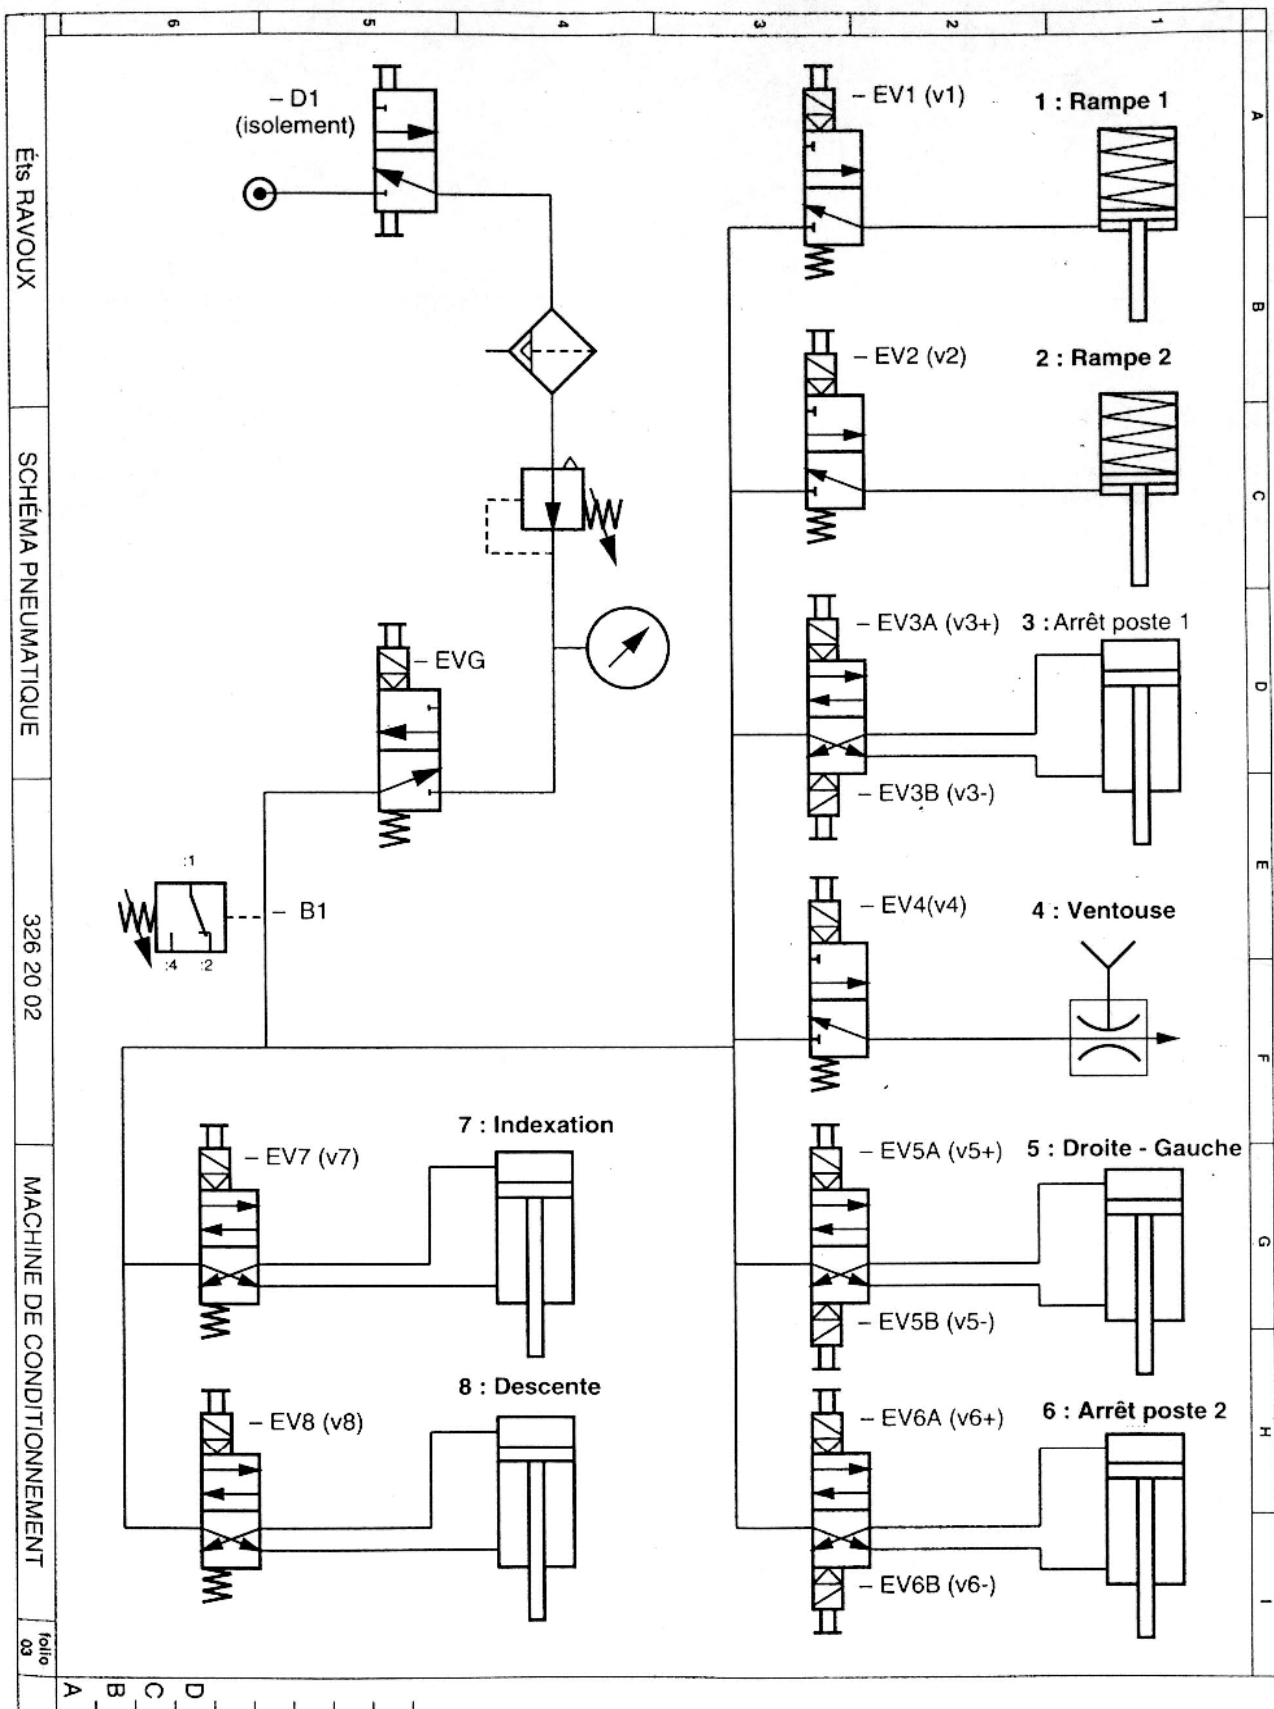 6
5
4
3
2
1
– D1
(isolement)
– EV1 (v1)
1 : Rampe 1
A
B
– EV2 (v2)
2 : Rampe 2
C
– EV3A (v3+)
3 : Arrêt poste 1
D
– EVG
– EV3B (v3-)
E
:1
– B1
:4
:2
– EV4(v4)
4 : Ventouse
F
7 : Indexation
– EV7 (v7)
– EV5A (v5+)
5 : Droite - Gauche
G
– EV5B (v5-)
8 : Descente
– EV8 (v8)
– EV6A (v6+)
6 : Arrêt poste 2
H
– EV6B (v6-)
I
Éts RAVOUX
SCHÉMA PNEUMATIQUE
326 20 02
MACHINE DE CONDITIONNEMENT
folio
03
A
B
C
D